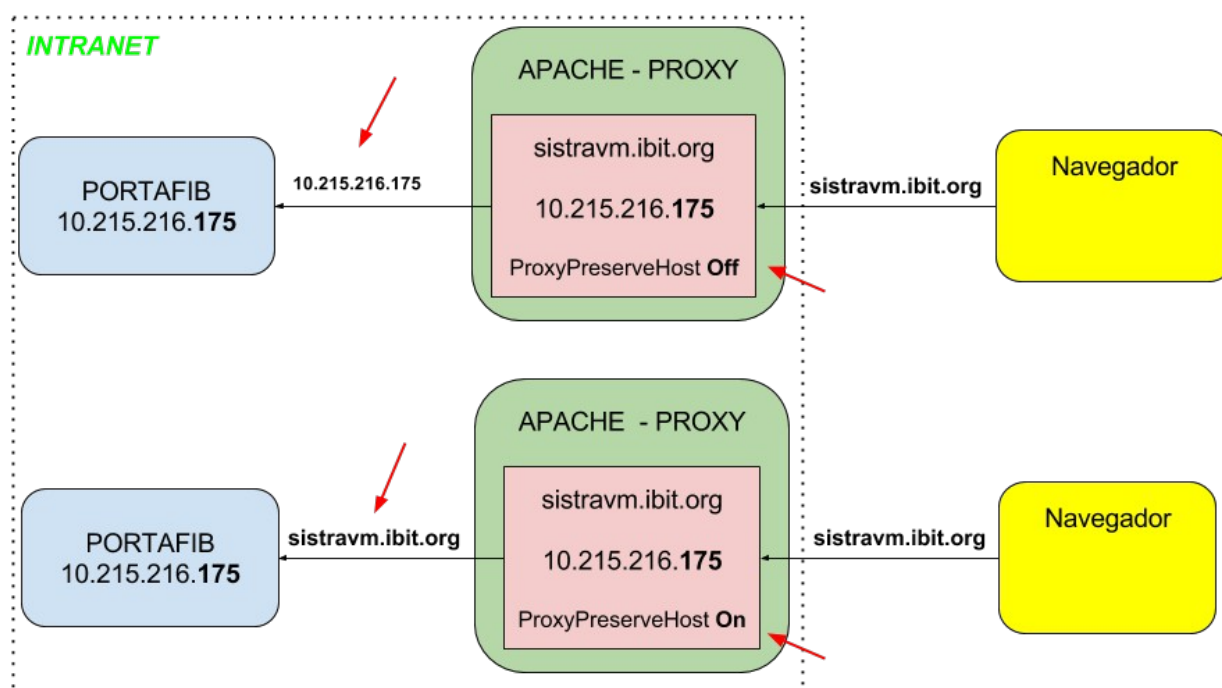 INTRANET
APACHE - PROXY
sistravm.ibit.org
10.215.216.175
ProxyPreserveHost Off
PORTAFIB
10.215.216.175
10.215.216.175
sistravm.ibit.org
Navegador
APACHE - PROXY
sistravm.ibit.org
10.215.216.175
ProxyPreserveHost On
PORTAFIB
10.215.216.175
sistravm.ibit.org
sistravm.ibit.org
Navegador